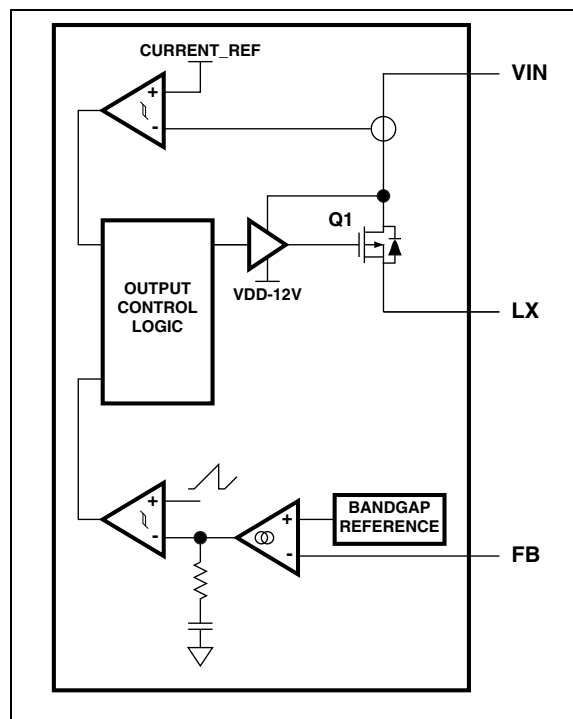 CURRENT_REF
VIN
+
-
Q1
OUTPUT
CONTROL
LOGIC
VDD-12V
LX
+
-
+
-
BANDGAP
REFERENCE
FB